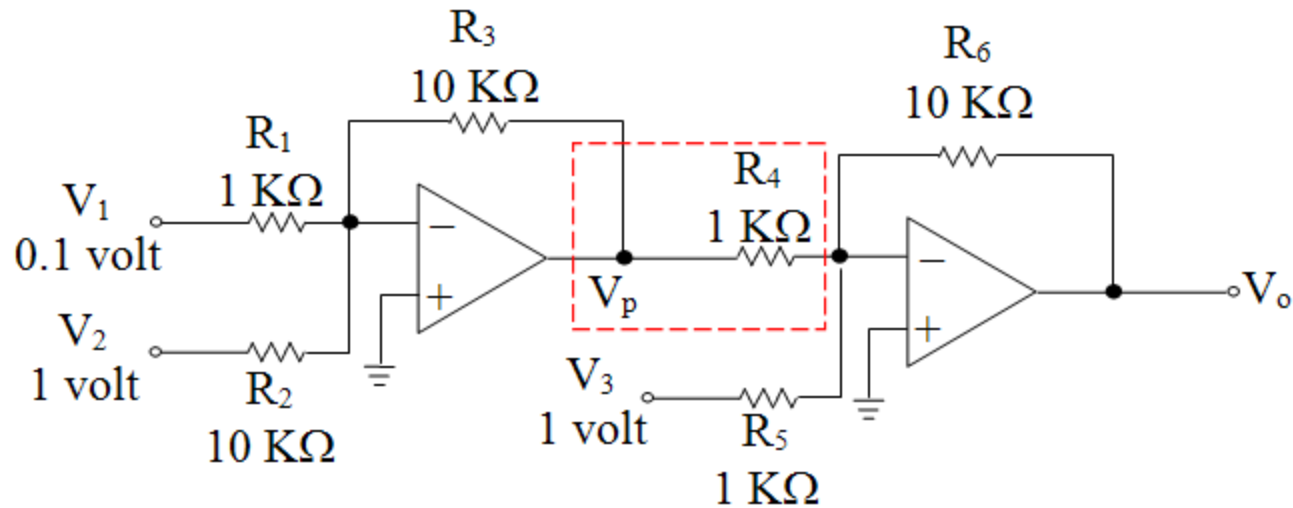 R₃
10 KΩ
R₆
10 KΩ
R₁
1 KΩ
R₄
1 KΩ
V₁
0.1 volt
−
+
Vₚ
−
+
Vₒ
V₂
1 volt
R₂
10 KΩ
V₃
1 volt
R₅
1 KΩ